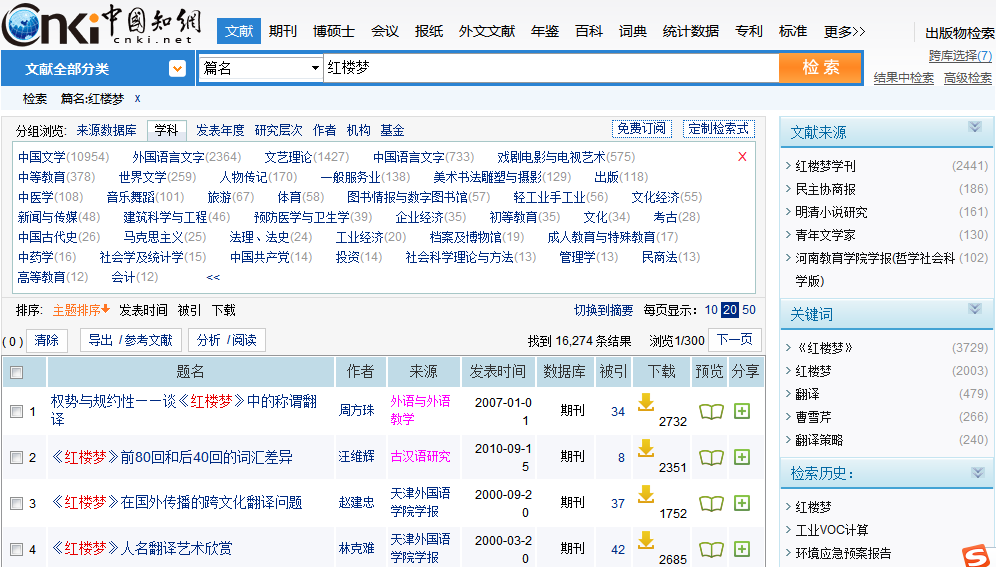 cnki 中國知網
cnki.net
文献 期刊 博硕士 会议 报纸 外文文献 年鉴 百科 词典 统计数据 专利 标准 更多>> 出版物检索
文献全部分类 篇名 红楼梦 检 索 跨库选择(7)
结果中检索 高级检索
检索 篇名:红楼梦 x
分组浏览: 来源数据库 学科 发表年度 研究层次 作者 机构 基金 免费订阅 定制检索式
中国文学(10954) 外国语言文字(2364) 文艺理论(1427) 中国语言文字(733) 戏剧电影与电视艺术(575) X
中等教育(378) 世界文学(259) 人物传记(170) 一般服务业(138) 美术书法雕塑与摄影(129) 出版(118)
中医学(108) 音乐舞蹈(101) 旅游(67) 体育(58) 图书情报与数字图书馆(57) 轻工业手工业(56) 文化经济(55)
新闻与传媒(48) 建筑科学与工程(46) 预防医学与卫生学(39) 企业经济(35) 初等教育(35) 文化(34) 考古(28)
中国古代史(26) 马克思主义(25) 法理、法史(24) 工业经济(20) 档案及博物馆(19) 成人教育与特殊教育(17)
中药学(16) 社会学及统计学(15) 中国共产党(14) 投资(14) 社会科学理论与方法(13) 管理学(13) 民商法(13)
高等教育(12) 会计(12) <<
排序: 主题排序 发表时间 被引 下载 切换到摘要 每页显示: 10 20 50
(0) 清除 导出 /参考文献 分析 /阅读 找到 16,274 条结果 浏览1/300 下一页
题名 作者 来源 发表时间 数据库 被引 下载 预览 分享
1 权势与规约性——谈《红楼梦》中的称谓翻译 周方珠 外语与外语教学 2007-01-01 期刊 34 2732
2 《红楼梦》前80回和后40回的词汇差异 汪维辉 古汉语研究 2010-09-15 期刊 8 2351
3 《红楼梦》在国外传播的跨文化翻译问题 赵建忠 天津外国语学院学报 2000-09-20 期刊 37 1752
4 《红楼梦》人名翻译艺术欣赏 林克难 天津外国语学院学报 2000-03-20 期刊 42 2685
文献来源
红楼梦学刊 (2441)
民主协商报 (186)
明清小说研究 (161)
青年文学家 (130)
河南教育学院学报(哲学社会科 (102)
学版)
关键词
《红楼梦》 (3729)
红楼梦 (2003)
翻译 (479)
曹雪芹 (266)
翻译策略 (240)
检索历史:
红楼梦
工业VOC计算
环境应急预案报告
S